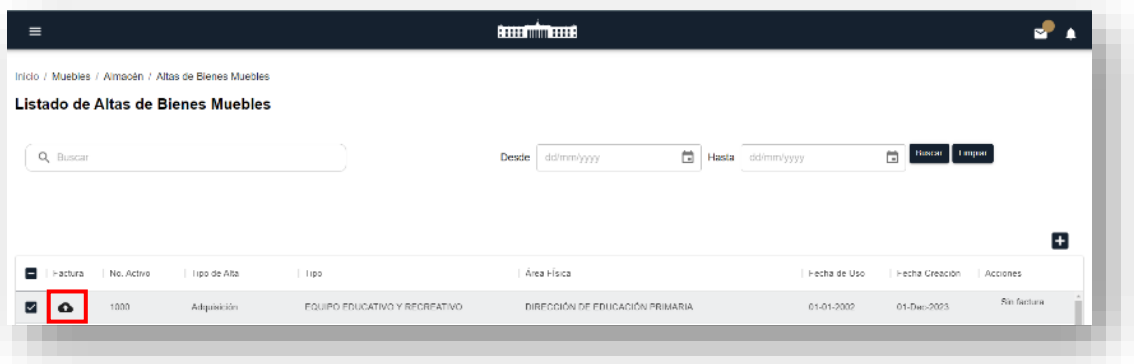 Inicio / Muebles / Almacén / Altas de Bienes Muebles
Listado de Altas de Bienes Muebles
Buscar Desde dd/mm/yyyy Hasta dd/mm/yyyy Buscar Limpiar
Factura No. Activo Tipo de Alta Tipo Área Física Fecha de Uso Fecha Creación Acciones
1000 Adquisición EQUIPO EDUCATIVO Y RECREATIVO DIRECCIÓN DE EDUCACIÓN PRIMARIA 01-01-2002 01-Dec-2023 Sin factura